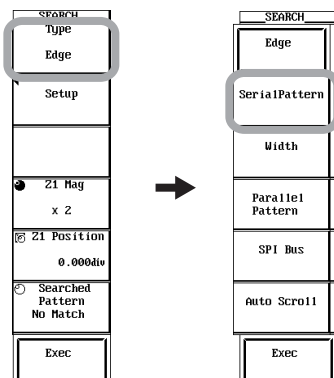 SEARCH
Type
Edge
Setup
Z1 Mag
x 2
Z1 Position
0.000div
Searched
Pattern
No Match
Exec
SEARCH
Edge
SerialPattern
Width
Parallel
Pattern
SPI Bus
Auto Scroll
Exec